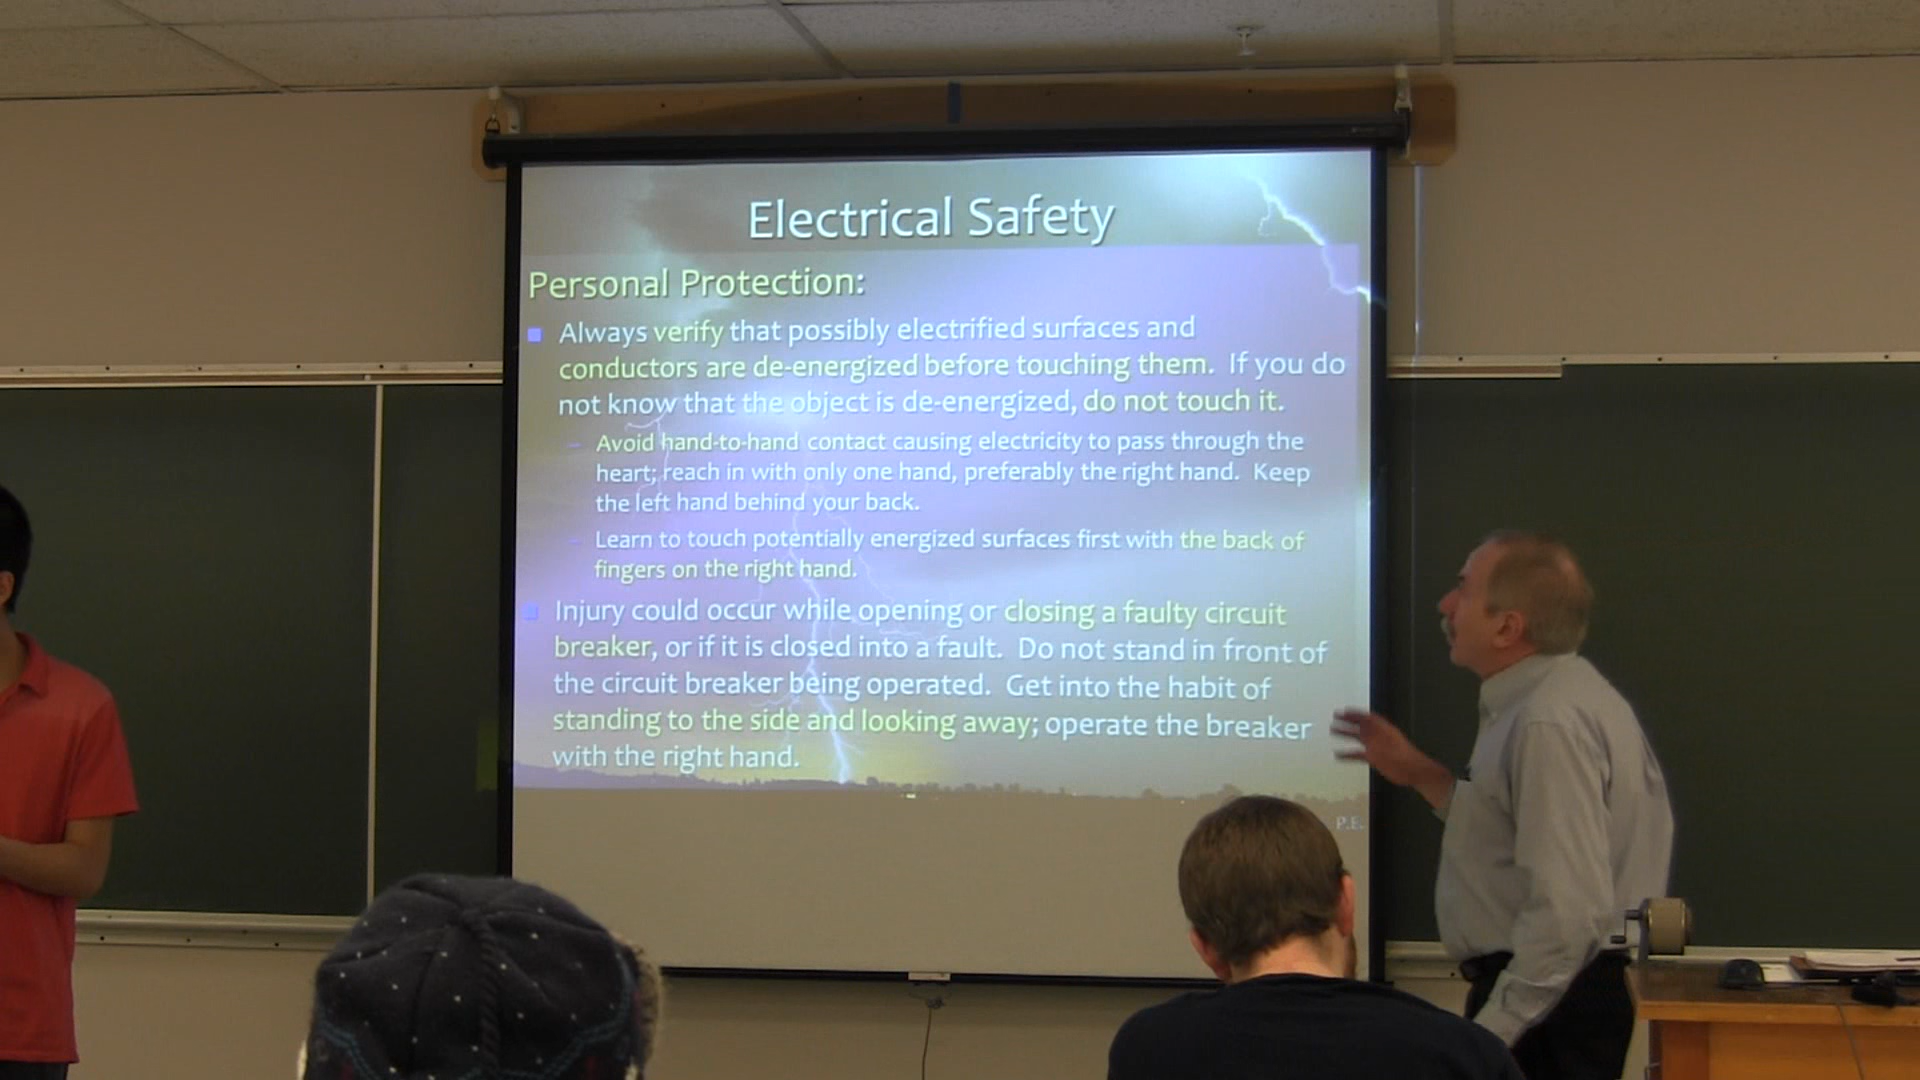 Electrical Safety
Personal Protection:
Always verify that possibly electrified surfaces and
conductors are de-energized before touching them. If you do
not know that the object is de-energized, do not touch it.
– Avoid hand-to-hand contact causing electricity to pass through the
heart; reach in with only one hand, preferably the right hand. Keep
the left hand behind your back.
– Learn to touch potentially energized surfaces first with the back of
fingers on the right hand.
Injury could occur while opening or closing a faulty circuit
breaker, or if it is closed into a fault. Do not stand in front of
the circuit breaker being operated. Get into the habit of
standing to the side and looking away; operate the breaker
with the right hand.
P.E.